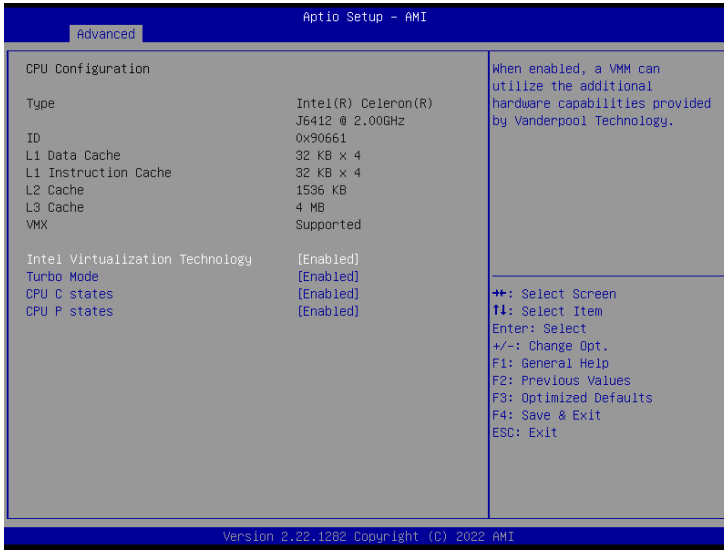 Aptio Setup – AMI
Advanced
CPU Configuration
Type Intel(R) Celeron(R)
J6412 @ 2.00GHz
ID 0x90661
L1 Data Cache 32 KB x 4
L1 Instruction Cache 32 KB x 4
L2 Cache 1536 KB
L3 Cache 4 MB
VMX Supported
Intel Virtualization Technology [Enabled]
Turbo Mode [Enabled]
CPU C states [Enabled]
CPU P states [Enabled]
When enabled, a VMM can
utilize the additional
hardware capabilities provided
by Vanderpool Technology.
→←: Select Screen
↑↓: Select Item
Enter: Select
+/-: Change Opt.
F1: General Help
F2: Previous Values
F3: Optimized Defaults
F4: Save & Exit
ESC: Exit
Version 2.22.1282 Copyright (C) 2022 AMI